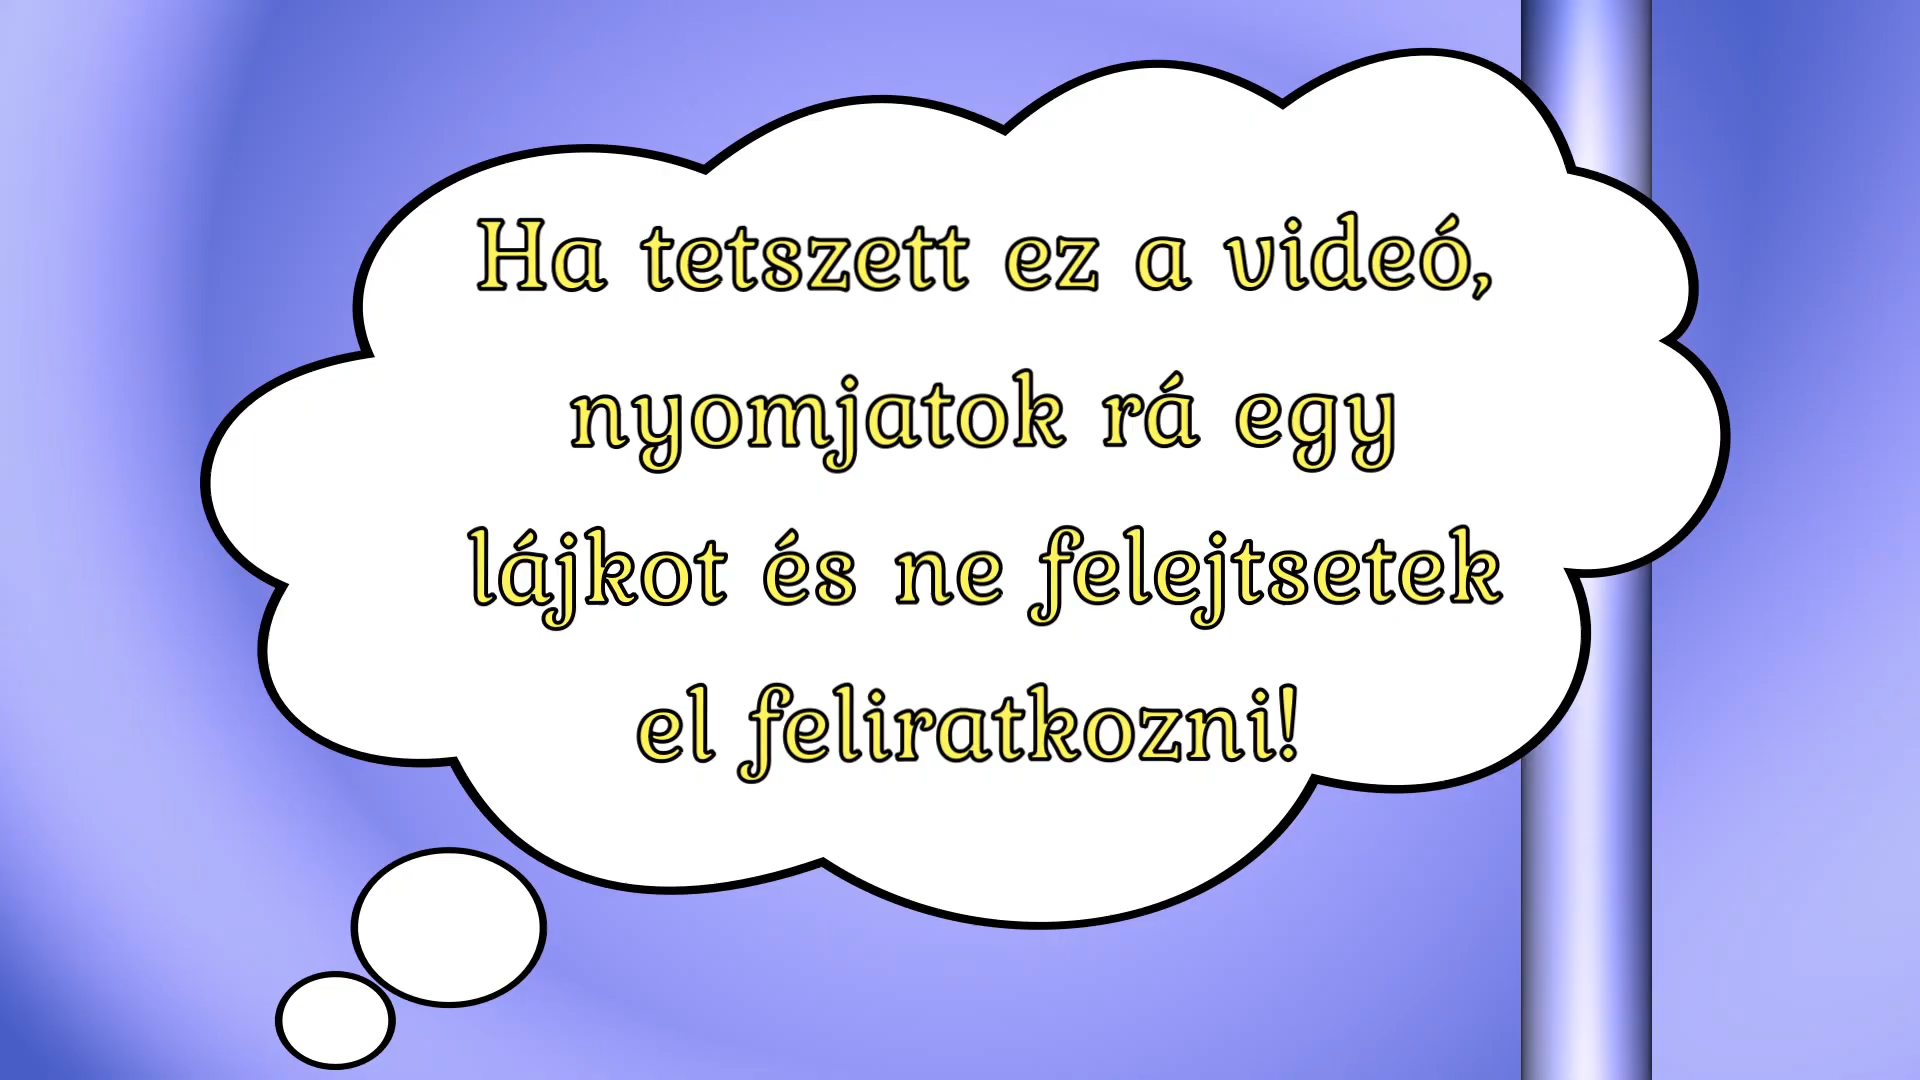 Ha tetszett ez a videó,
nyomjatok rá egy
lájkot és ne felejtsetek
el feliratkozni!